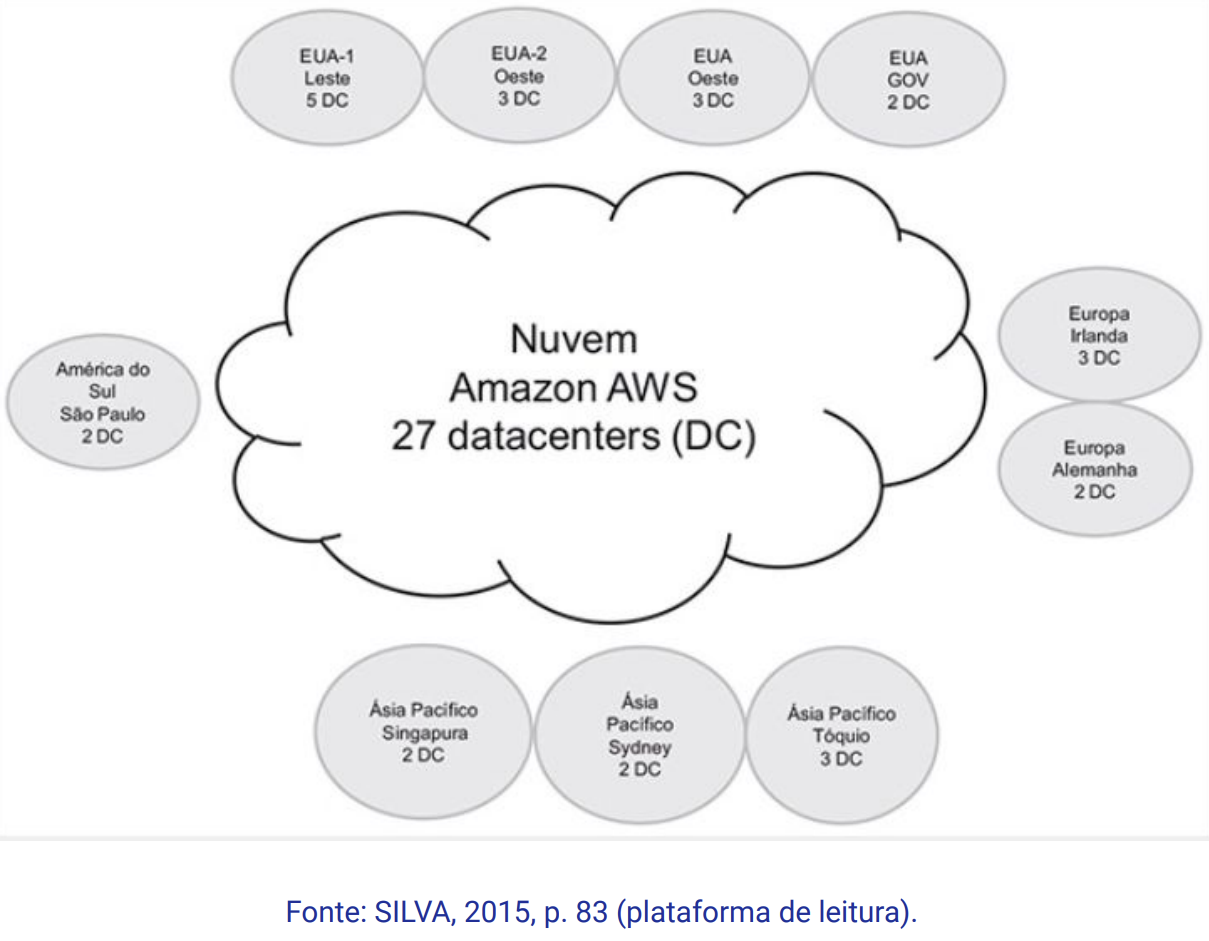 EUA-1
Leste
5 DC
EUA-2
Oeste
3 DC
EUA
Oeste
3 DC
EUA
GOV
2 DC
América do
Sul
São Paulo
2 DC
Nuvem
Amazon AWS
27 datacenters (DC)
Europa
Irlanda
3 DC
Europa
Alemanha
2 DC
Ásia Pacifico
Singapura
2 DC
Ásia
Pacifico
Sydney
2 DC
Ásia Pacifico
Tóquio
3 DC
Fonte: SILVA, 2015, p. 83 (plataforma de leitura).